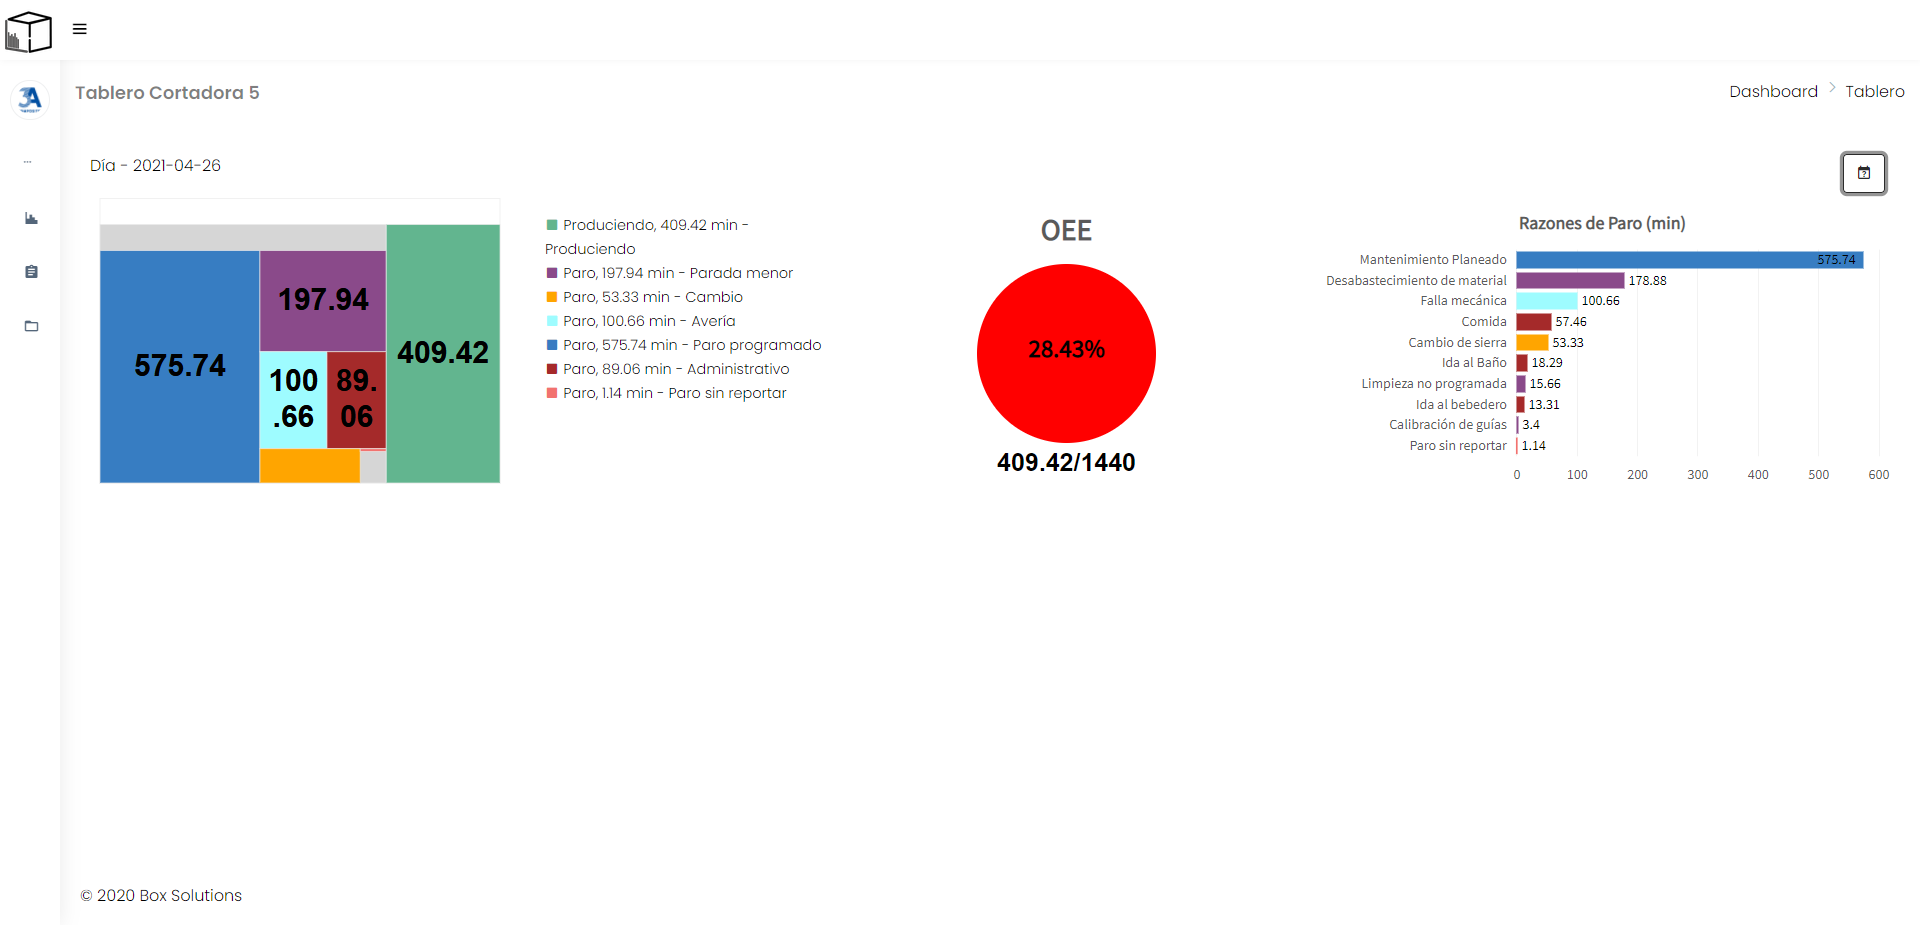 Tablero Cortadora 5
Dashboard > Tablero
Día - 2021-04-26
575.74
197.94
100
.66
89.
06
409.42
Produciendo, 409.42 min -
Produciendo
Paro, 197.94 min - Parada menor
Paro, 53.33 min - Cambio
Paro, 100.66 min - Avería
Paro, 575.74 min - Paro programado
Paro, 89.06 min - Administrativo
Paro, 1.14 min - Paro sin reportar
OEE
28.43%
409.42/1440
Razones de Paro (min)
Mantenimiento Planeado 575.74
Desabastecimiento de material 178.88
Falla mecánica 100.66
Comida 57.46
Cambio de sierra 53.33
Ida al Baño 18.29
Limpieza no programada 15.66
Ida al bebedero 13.31
Calibración de guías 3.4
Paro sin reportar 1.14
0 100 200 300 400 500 600
© 2020 Box Solutions